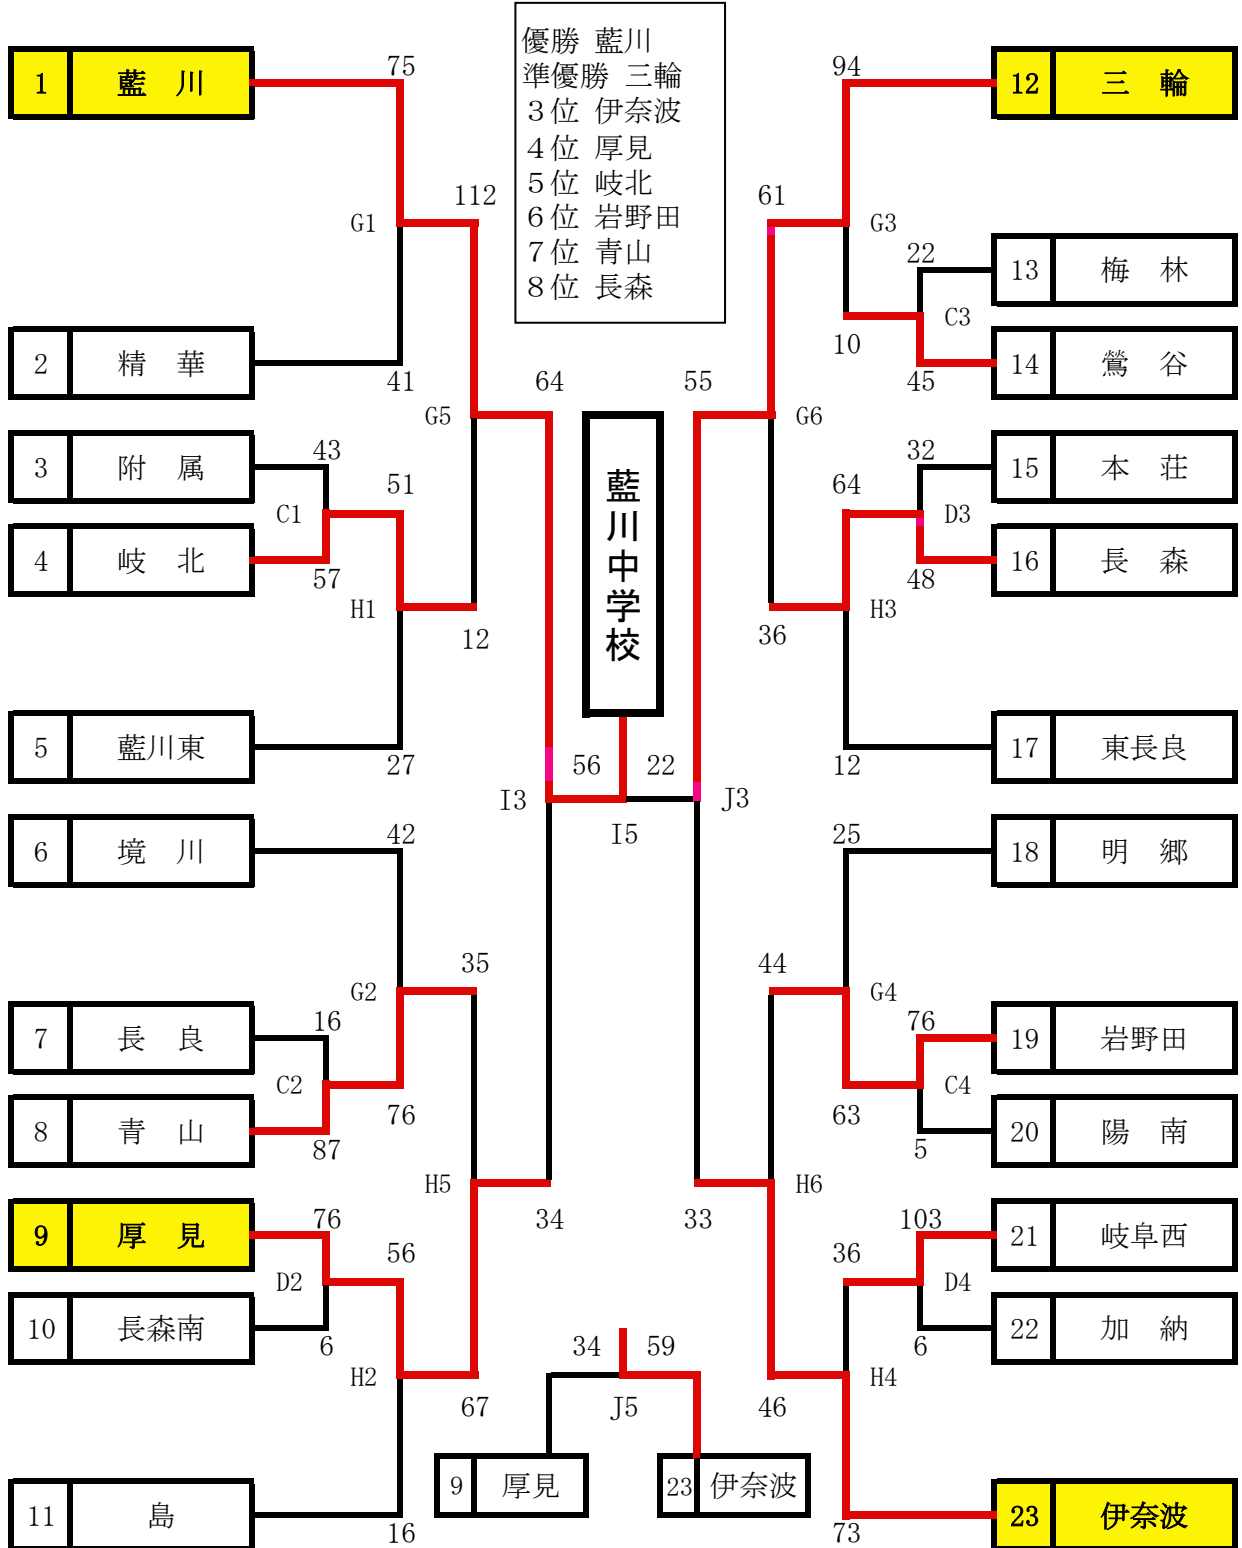 優勝 藍川
準優勝 三輪
３位 伊奈波
４位 厚見
５位 岐北
６位 岩野田
７位 青山
８位 長森
1 藍 川
75
94
12 三 輪
112
61
G1
G3
22
13 梅 林
C3
10
2 精 華
41
64
55
45
14 鶯 谷
G5
G6
3 附 属
43
51
64
32
15 本 荘
C1
D3
4 岐 北
57
48
16 長 森
藍川中学校
H1
H3
12
36
5 藍川東
27
56
22
12
17 東長良
I3
J3
I5
6 境 川
42
25
18 明 郷
35
44
G2
G4
7 長 良
16
76
19 岩野田
C2
C4
76
63
8 青 山
87
5
20 陽 南
H5
H6
9 厚 見
76
34
33
103
21 岐阜西
56
36
D2
D4
10 長森南
6
34
59
6
22 加 納
H2
H4
67
J5
46
9 厚見
23 伊奈波
11 島
16
73
23 伊奈波